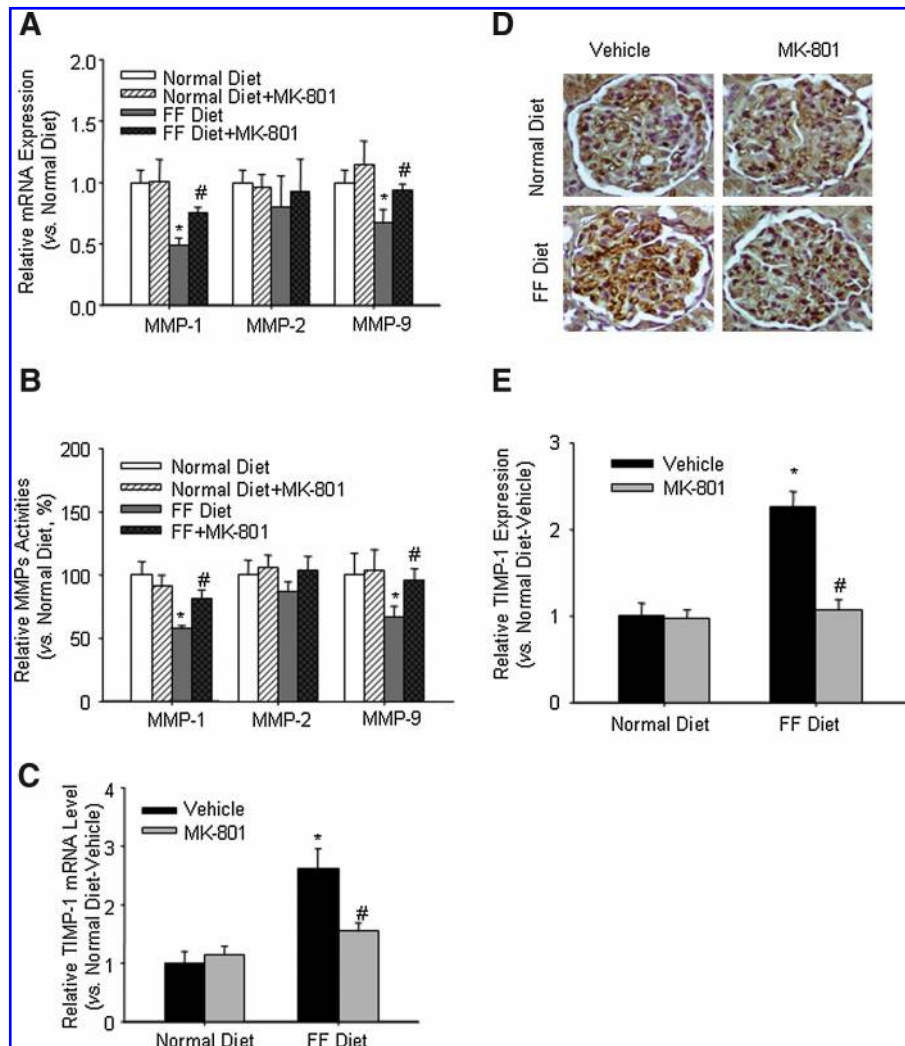 A
Relative mRNA Expression
(vs. Normal Diet)
2.0
1.5
1.0
0.5
0.0
Normal Diet
Normal Diet+MK-801
FF Diet
FF Diet+MK-801
*
#
*
#
MMP-1
MMP-2
MMP-9
B
Relative MMPs Activities
(vs. Normal Diet, %)
200
150
100
50
0
Normal Diet
Normal Diet+MK-801
FF Diet
FF+MK-801
*
#
*
#
MMP-1
MMP-2
MMP-9
C
Relative TIMP-1 mRNA Level
(vs. Normal Diet-Vehicle)
4
3
2
1
0
Vehicle
MK-801
*
#
Normal Diet
FF Diet
D
Vehicle
MK-801
Normal Diet
FF Diet
E
Relative TIMP-1 Expression
(vs. Normal Diet-Vehicle)
3
2
1
0
Vehicle
MK-801
*
#
Normal Diet
FF Diet